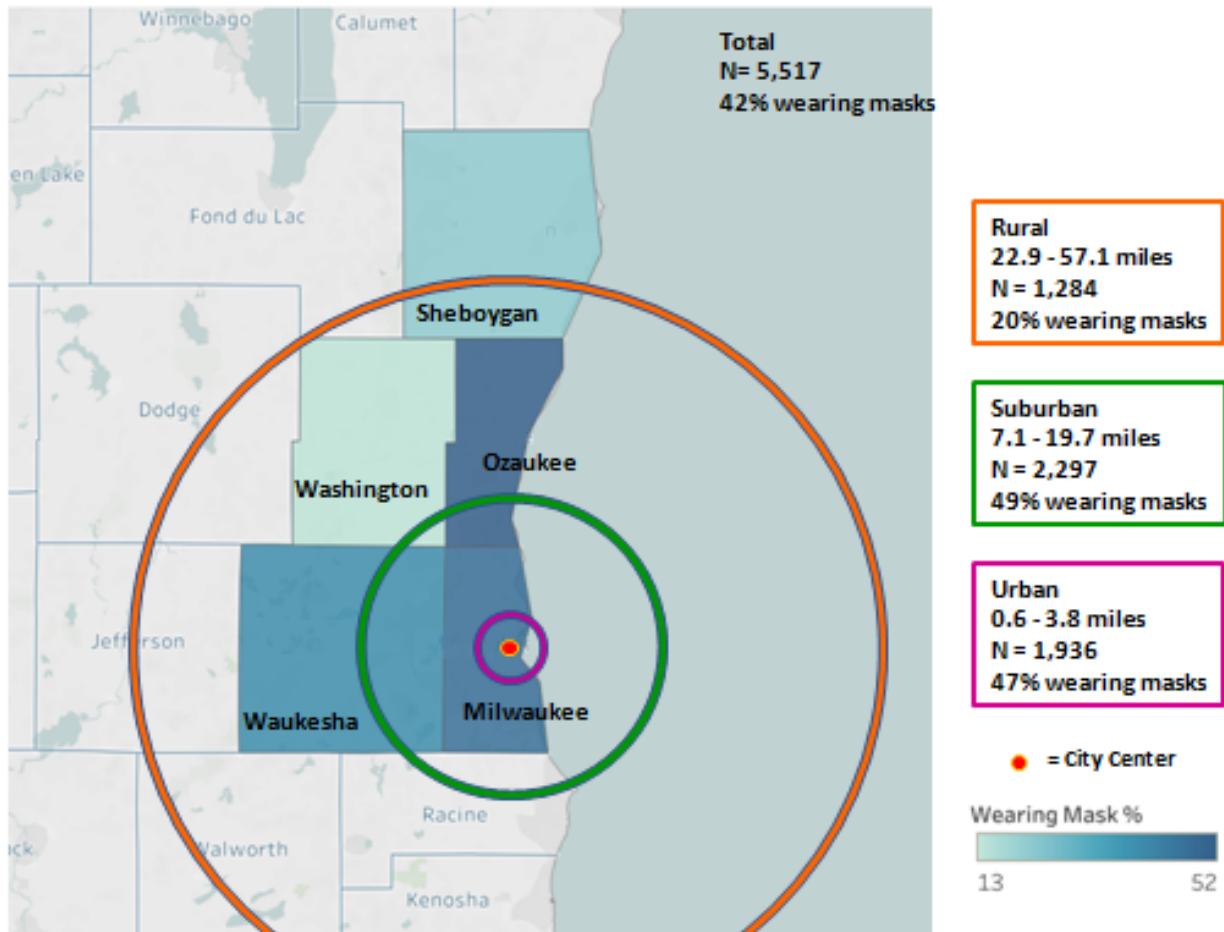 Winnebago
Calumet
Total
N= 5,517
42% wearing masks
en Lake
Fond du Lac
n
Rural
22.9 - 57.1 miles
N = 1,284
20% wearing masks
Sheboygan
Dodge
Suburban
7.1 - 19.7 miles
N = 2,297
49% wearing masks
Ozaukee
Washington
Urban
0.6 - 3.8 miles
N = 1,936
47% wearing masks
Jefferson
Waukesha
Milwaukee
= City Center
Racine
Wearing Mask %
13 52
ock
Walworth
Kenosha